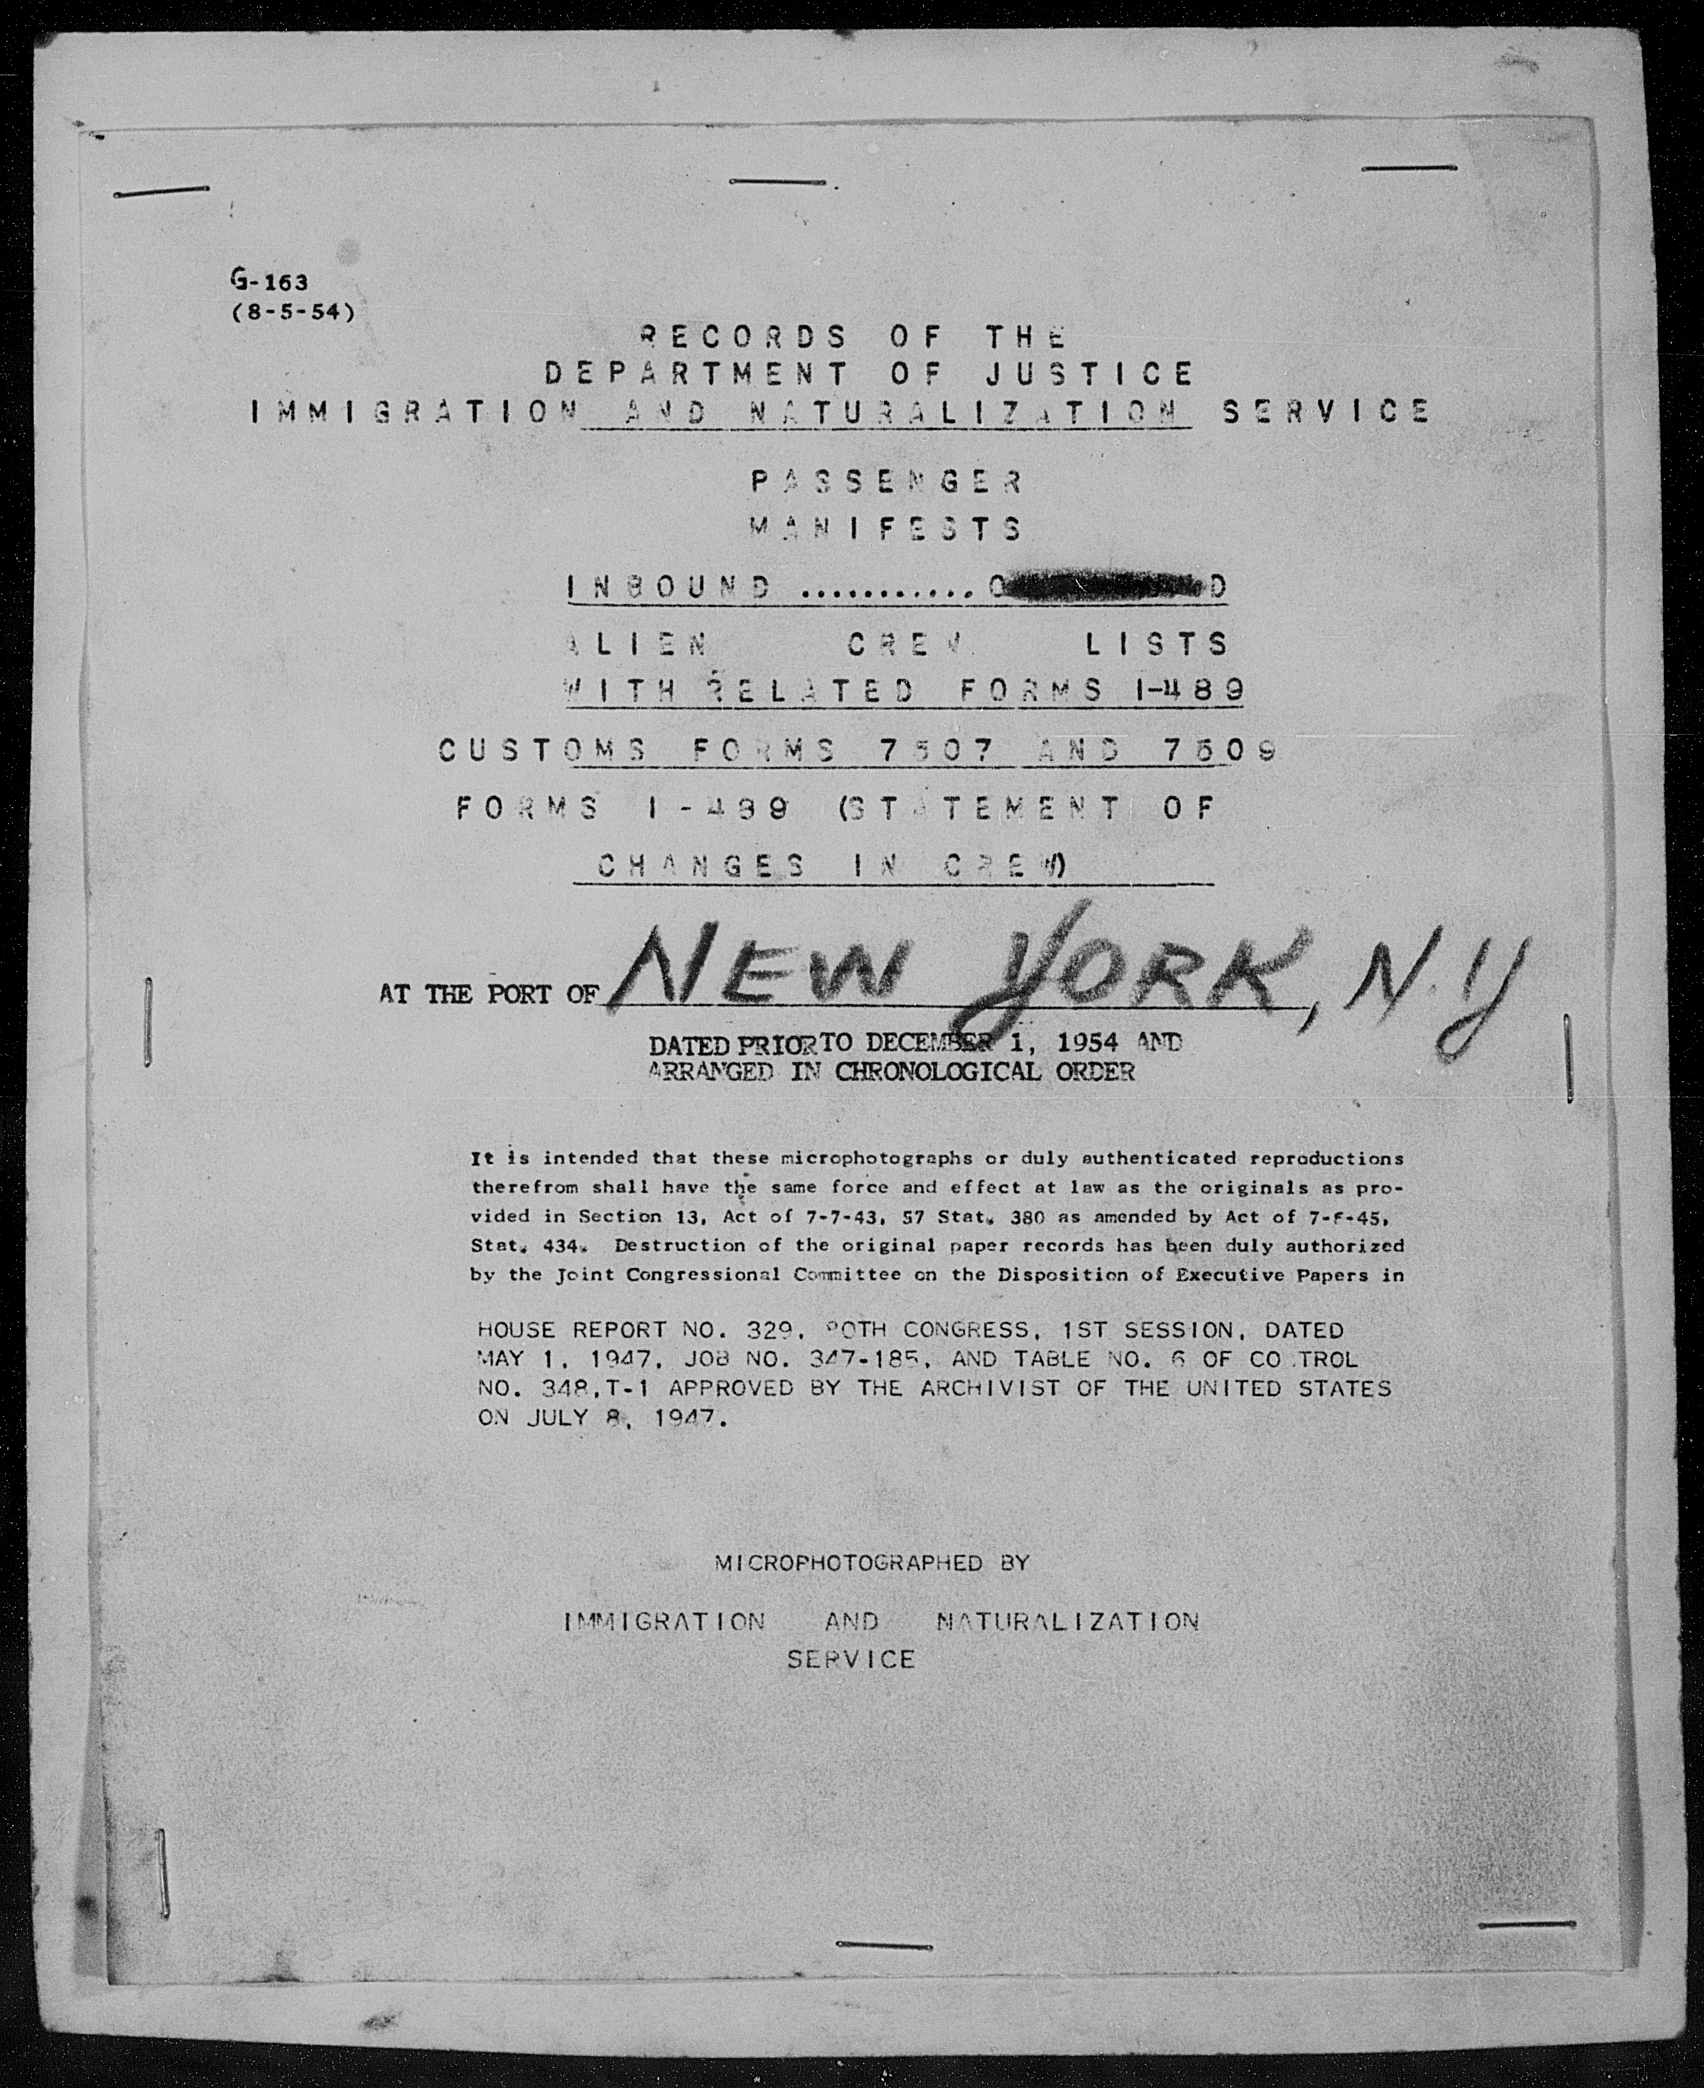 G-163
(8-5-54)
RECORDS OF THE
DEPARTMENT OF JUSTICE
IMMIGRATION AND NATURALIZATION SERVICE
PASSENGER
MANIFESTS
INBOUND ...........
ALIEN CREW LISTS
WITH RELATED FORMS I-489
CUSTOMS FORMS 7507 AND 7509
FORMS I-489 (STATEMENT OF
CHANGES IN CREW)
AT THE PORT OF NEW YORK, N.Y
DATED PRIOR TO DECEMBER 1, 1954 AND
ARRANGED IN CHRONOLOGICAL ORDER
It is intended that these microphotographs or duly authenticated reproductions
therefrom shall have the same force and effect at law as the originals as pro-
vided in Section 13, Act of 7-7-43, 57 Stat. 380 as amended by Act of
Stat. 434. Destruction of the original paper records has been duly authorized
by the Joint Congressional Committee on the Disposition of Executive Papers in
HOUSE REPORT NO. 329, 80TH CONGRESS, 1ST SESSION, DATED
MAY 1, 1947, JOB NO. 347-185, AND TABLE NO. 6 OF CO TROL
NO. 348,T-1 APPROVED BY THE ARCHIVIST OF THE UNITED STATES
ON JULY 8, 1947.
MICROPHOTOGRAPHED BY
IMMIGRATION AND NATURALIZATION
SERVICE